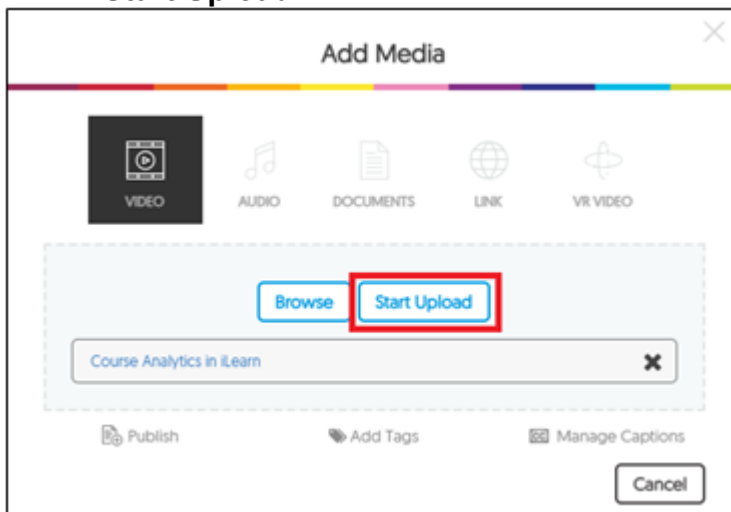 Add Media
VIDEO AUDIO DOCUMENTS LINK VR VIDEO
Browse Start Upload
Course Analytics in iLearn
Publish Add Tags Manage Captions
Cancel